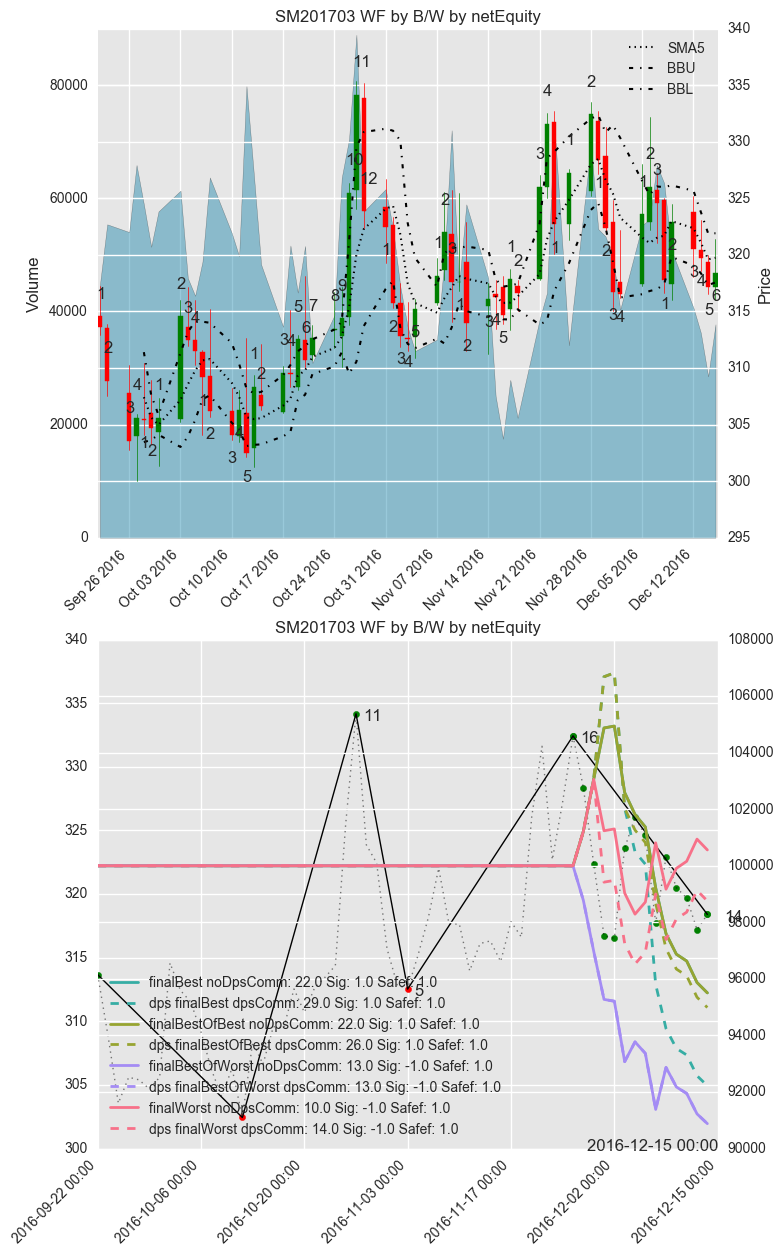 SM201703 WF by B/W by netEquity
SMA5
BBU
BBL
Volume
80000
60000
40000
20000
0
Price
340
335
330
325
320
315
310
305
300
295
Sep 26 2016
Oct 03 2016
Oct 10 2016
Oct 17 2016
Oct 24 2016
Oct 31 2016
Nov 07 2016
Nov 14 2016
Nov 21 2016
Nov 28 2016
Dec 05 2016
Dec 12 2016
SM201703 WF by B/W by netEquity
340
335
330
325
320
315
310
305
300
108000
106000
104000
102000
100000
98000
96000
94000
92000
90000
11
16
5
14
finalBest noDpsComm: 22.0 Sig: 1.0 Safef: 1.0
dps finalBest dpsComm: 29.0 Sig: 1.0 Safef: 1.0
finalBestOfBest noDpsComm: 22.0 Sig: 1.0 Safef: 1.0
dps finalBestOfBest dpsComm: 26.0 Sig: 1.0 Safef: 1.0
finalBestOfWorst noDpsComm: 13.0 Sig: -1.0 Safef: 1.0
dps finalBestOfWorst dpsComm: 13.0 Sig: -1.0 Safef: 1.0
finalWorst noDpsComm: 10.0 Sig: -1.0 Safef: 1.0
dps finalWorst dpsComm: 14.0 Sig: -1.0 Safef: 1.0
2016-12-15 00:00
2016-09-22 00:00
2016-10-06 00:00
2016-10-20 00:00
2016-11-03 00:00
2016-11-17 00:00
2016-12-02 00:00
2016-12-15 00:00